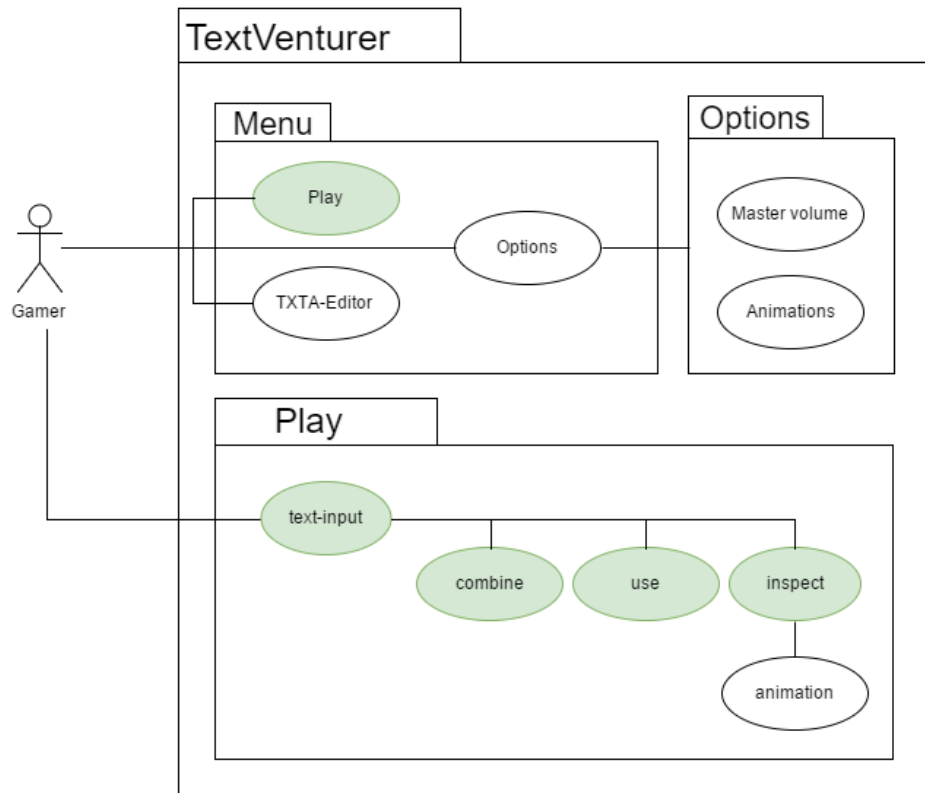 TextVenturer
Menu
Options
Play
Master volume
Options
Gamer
TXTA-Editor
Animations
Play
text-input
combine
use
inspect
animation